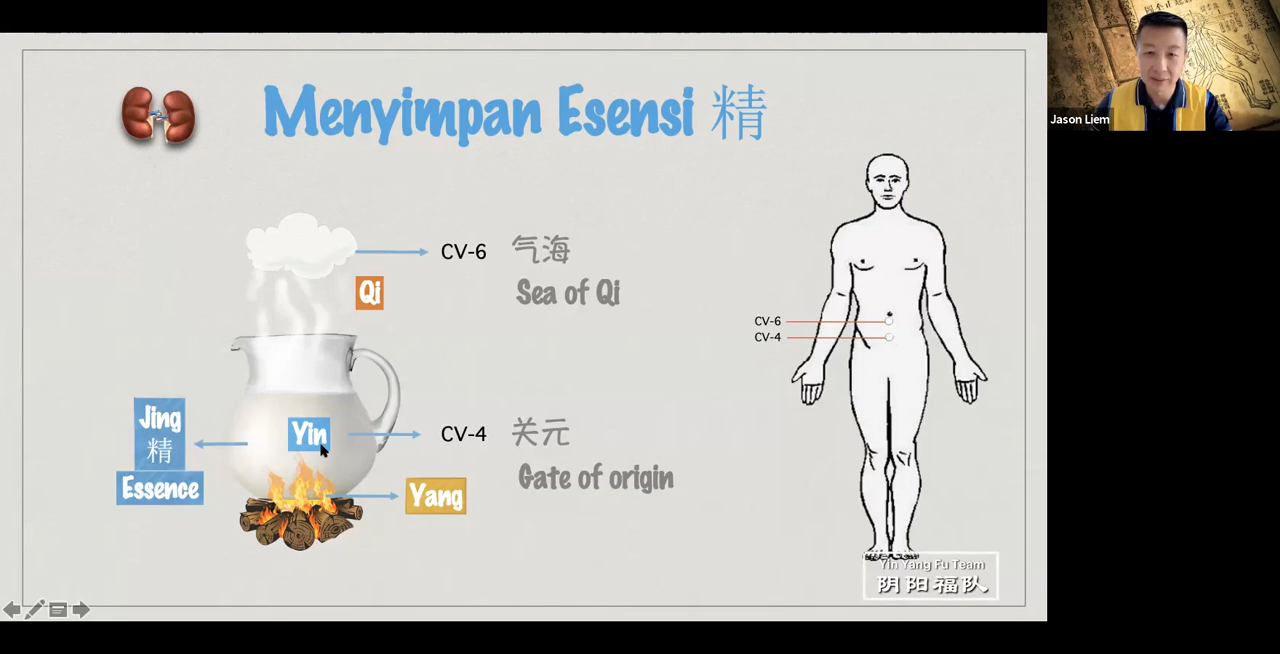 Menyimpan Esensi 精
CV-6 气海
Sea of Qi
Qi
Jing
精
Essence
Yin
CV-4 关元
Gate of origin
Yang
CV-6
CV-4
Yin Yang Fu Team
阴阳福队
Jason Liem